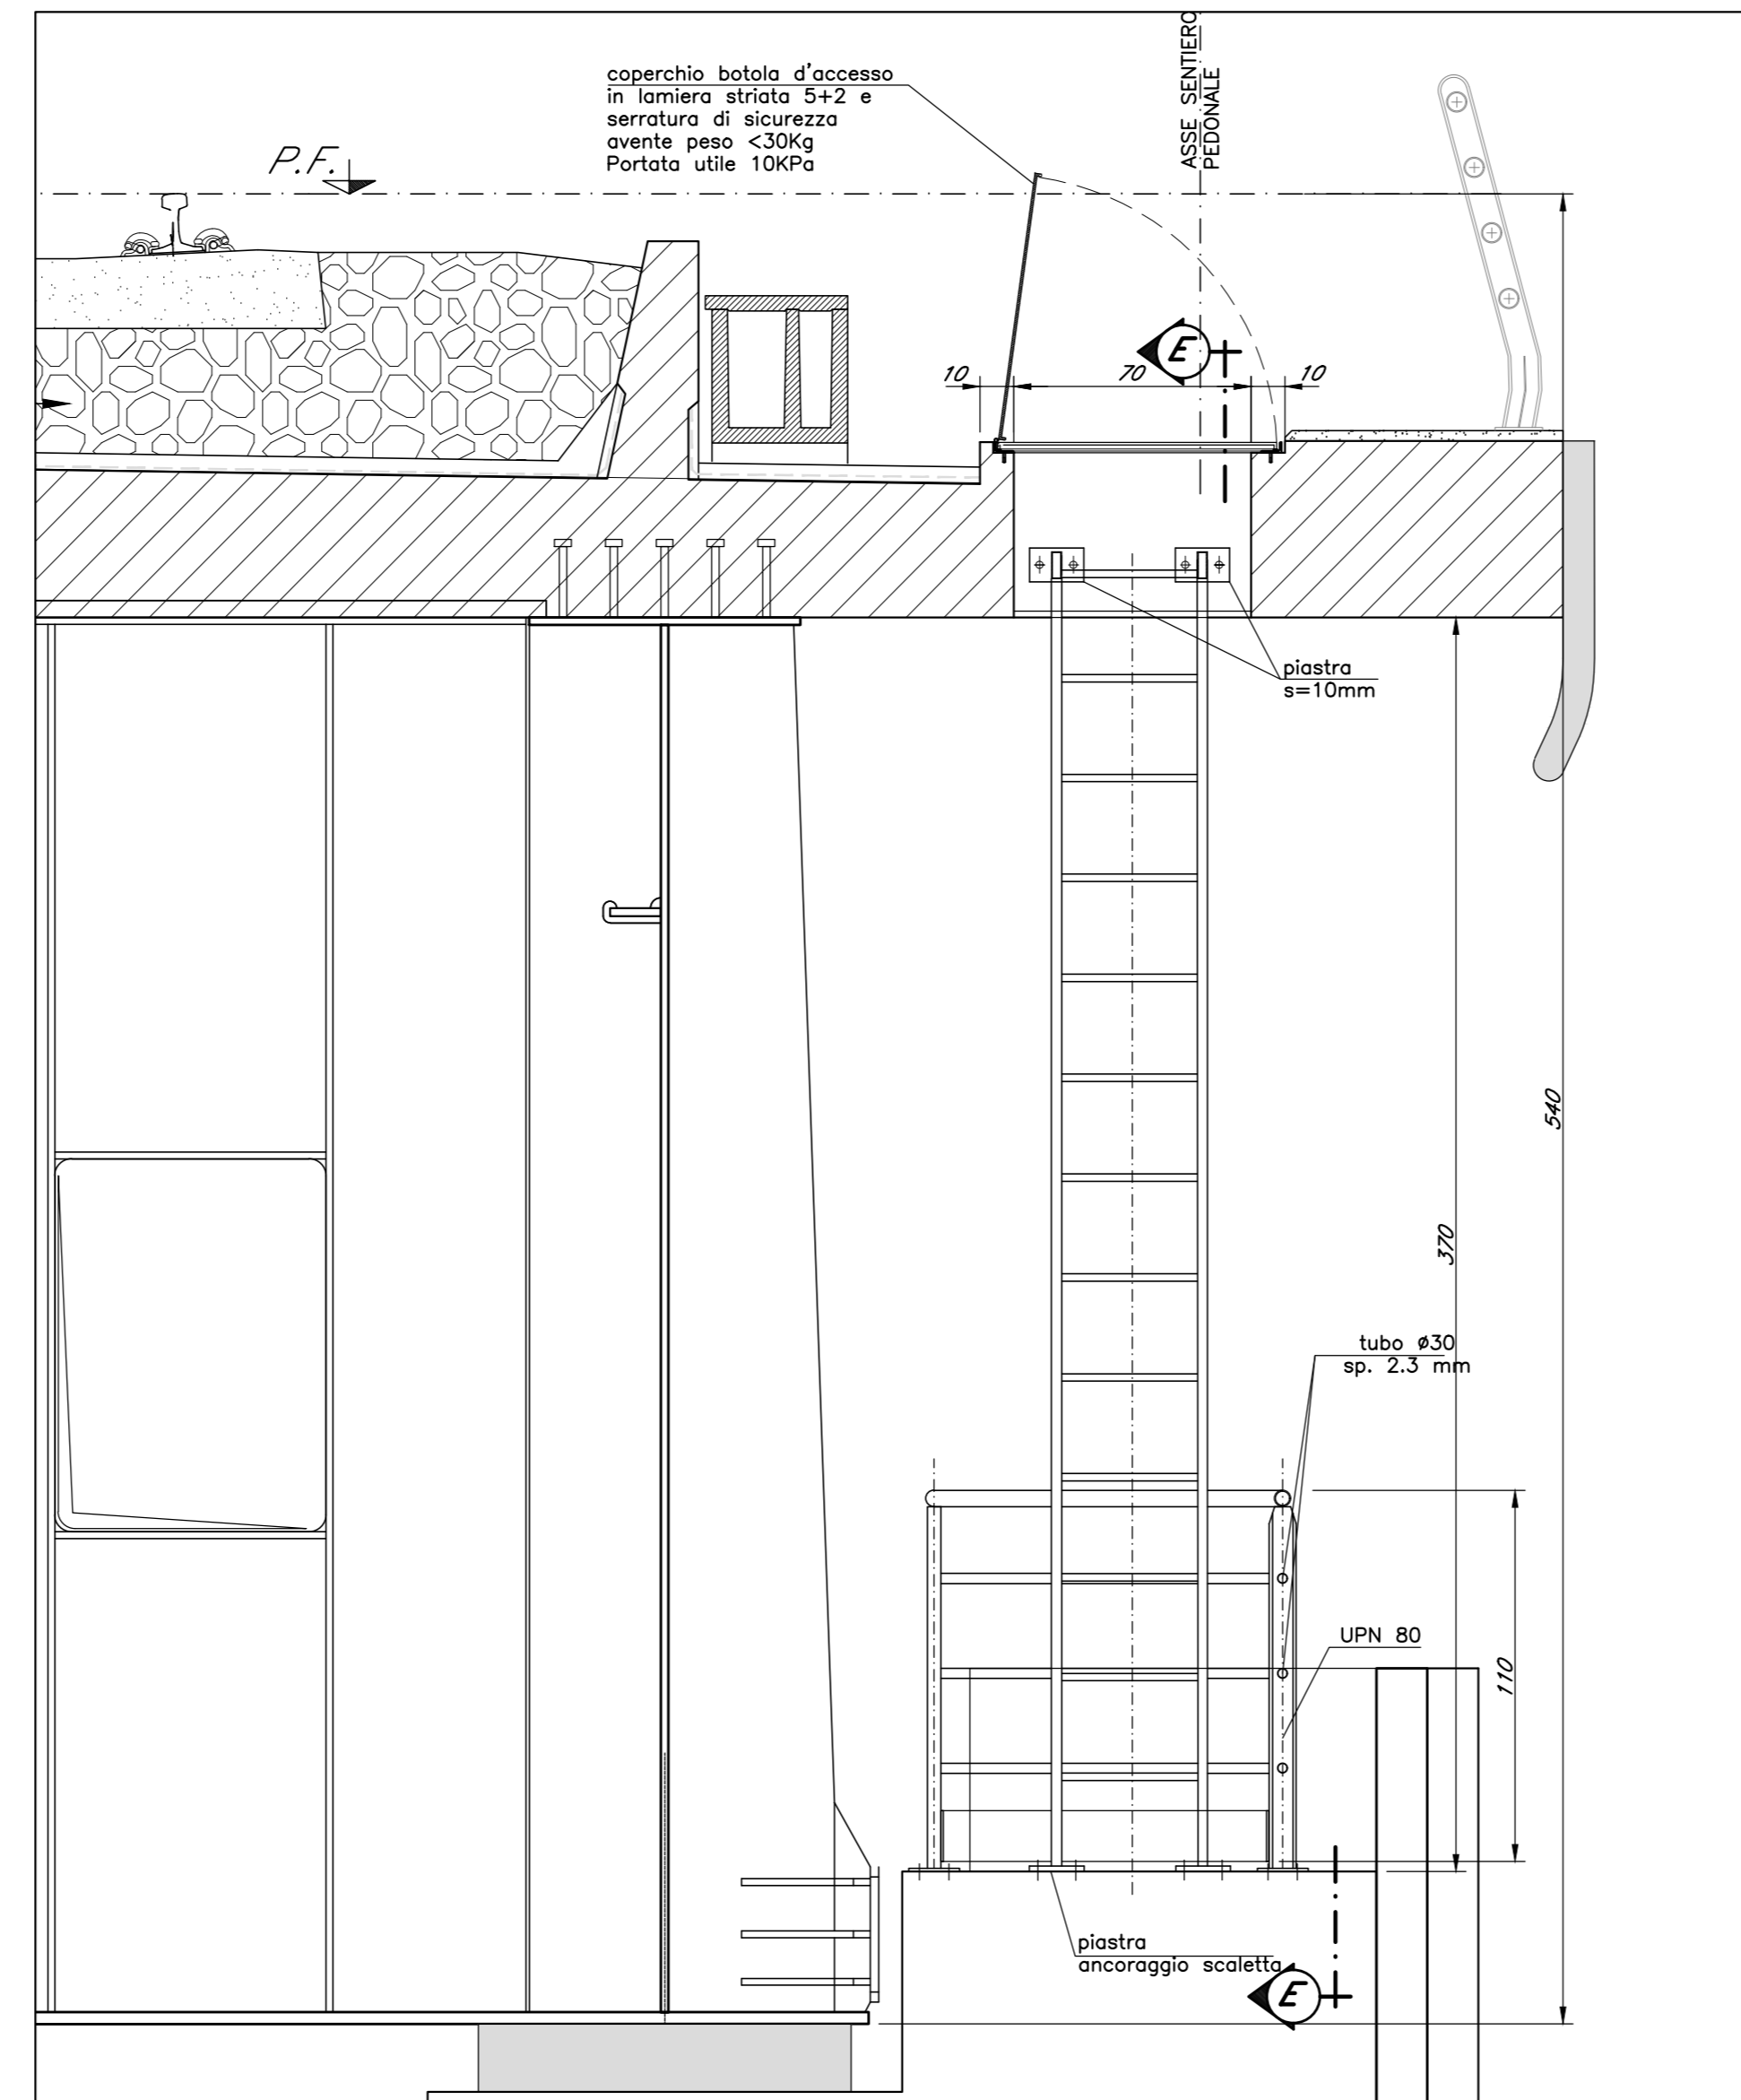 coperchio botola d'accesso
in lamiera striata 5+2 e
serratura di sicurezza
avente peso <30Kg
Portata utile 10KPa
ASSE SENTIERO
PEDONALE
P.F.
E
10
70
10
piastra
s=10mm
540
370
tubo ø30
sp. 2.3 mm
UPN 80
110
piastra
ancoraggio scaletta
E